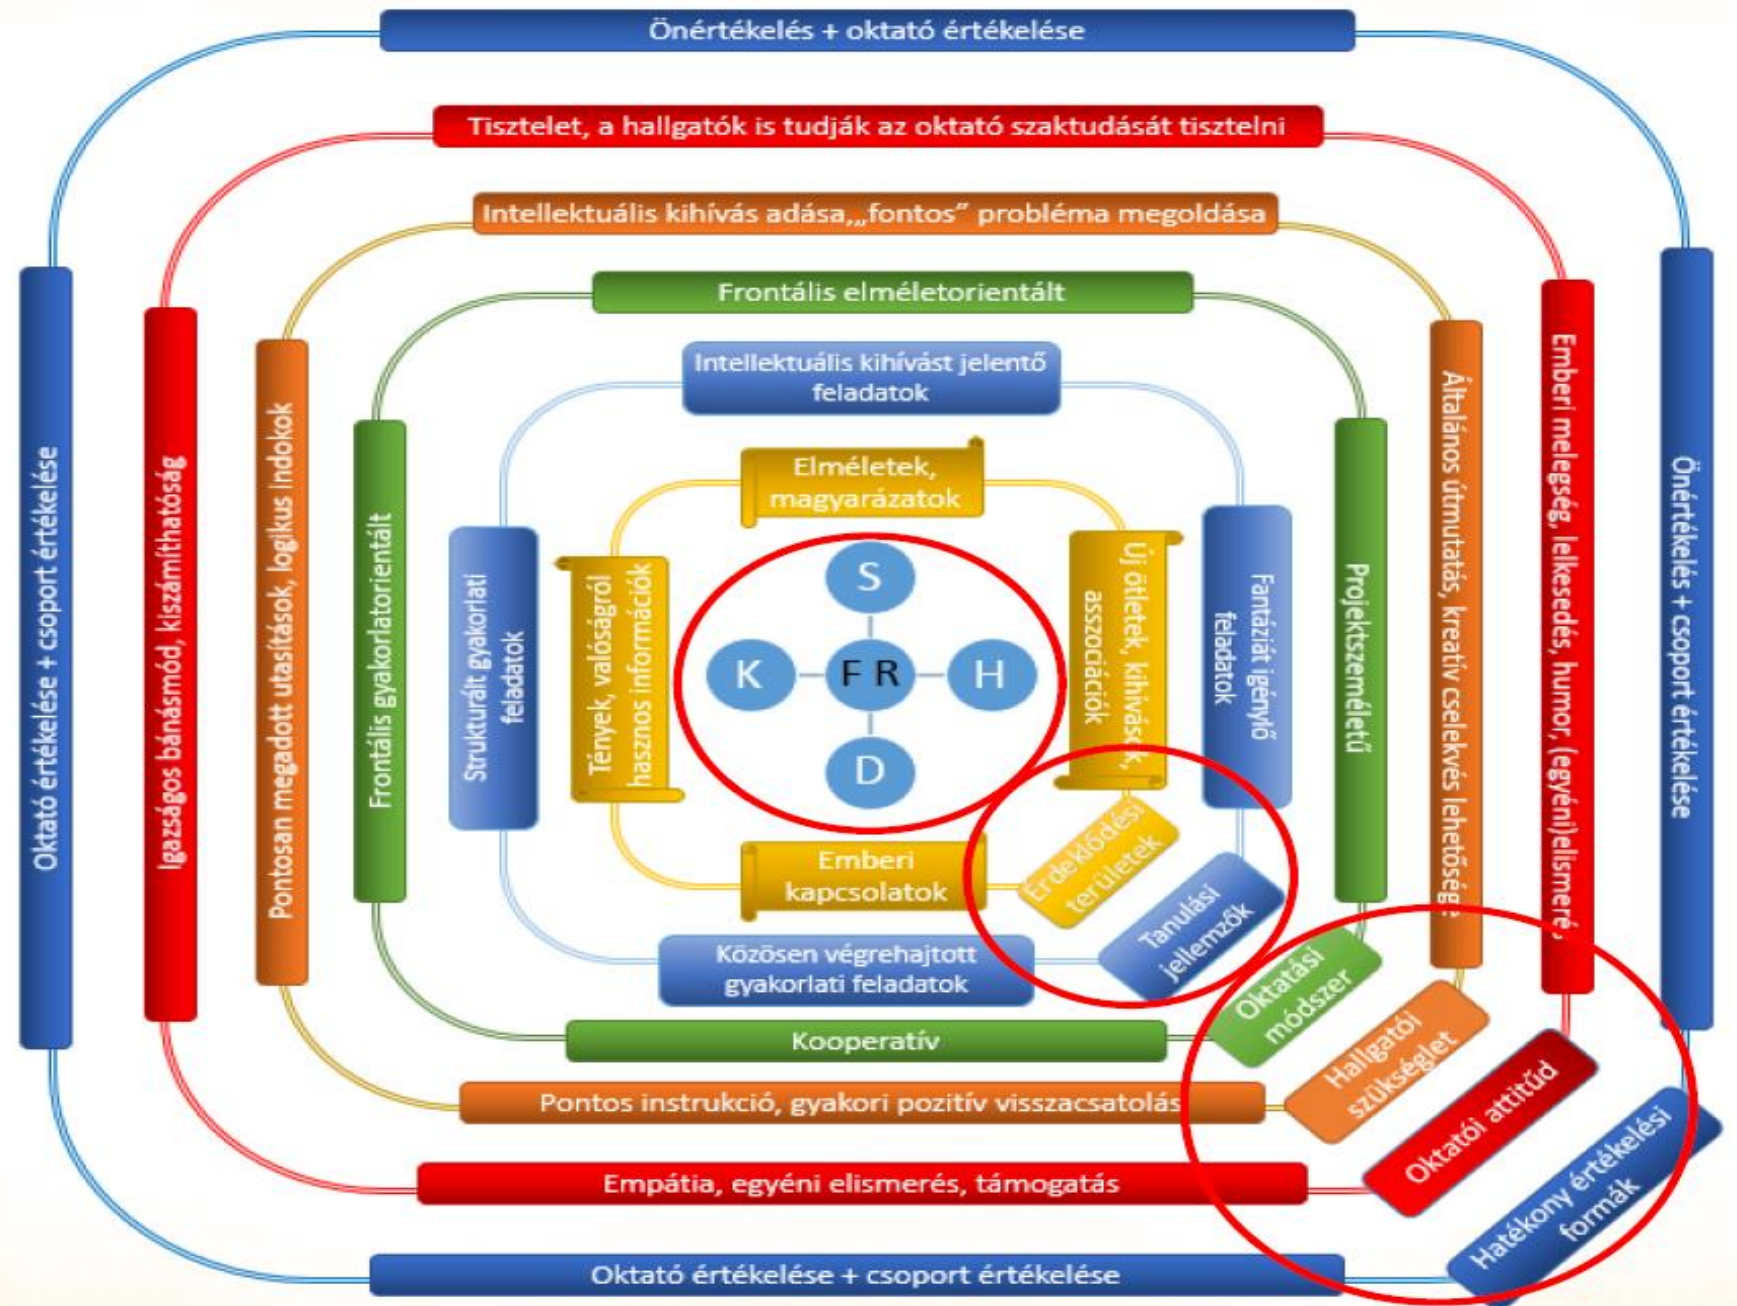 Önértékelés + oktató értékelése
Tisztelet, a hallgatók is tudják az oktató szaktudását tisztelni
Intellektuális kihívás adása,„fontos” probléma megoldása
Frontális elméletorientált
Intellektuális kihívást jelentő
feladatok
Elméletek,
magyarázatok
Oktató értékelése + csoport értékelése
Igazságos bánásmód, kiszámíthatóság
Pontosan megadott utasítások, logikus indokok
Frontális gyakorlatorientált
Strukturált gyakorlati
feladatok
Tények, valóságról
hasznos információk
S
K
F R
H
D
Új ötletek, kihívások,
asszociációk
Fantáziát igénylő
feladatok
Projektszeméletű
Általános útmutatás, kreatív cselekvés lehetősége
Emberi melegség, lelkesedés, humor, (egyéni)elismerés
Önértékelés + csoport értékelése
Emberi
kapcsolatok
Közösen végrehajtott
gyakorlati feladatok
Kooperatív
Pontos instrukció, gyakori pozitív visszacsatolás
Empátia, egyéni elismerés, támogatás
Oktató értékelése + csoport értékelése
Érdeklődési
területek
Tanulási
jellemzők
Oktatási
módszer
Hallgatói
szükséglet
Oktatói attitűd
Hatékony értékelési
formák